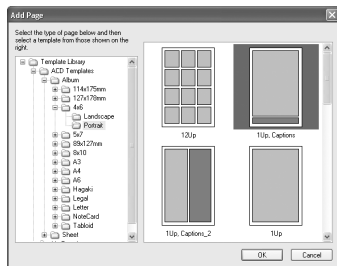 Add Page
Select the type of page below and then
select a template from those shown on the
right.
Template Library
ACD Templates
Album
114x175mm
127x178mm
4x6
Landscape
Portrait
5x7
89x127mm
8x10
A3
A4
A6
Hagaki
Legal
Letter
NoteCard
Tabloid
Sheet
12Up
1Up, Captions
1Up, Captions_2
1Up
OK
Cancel